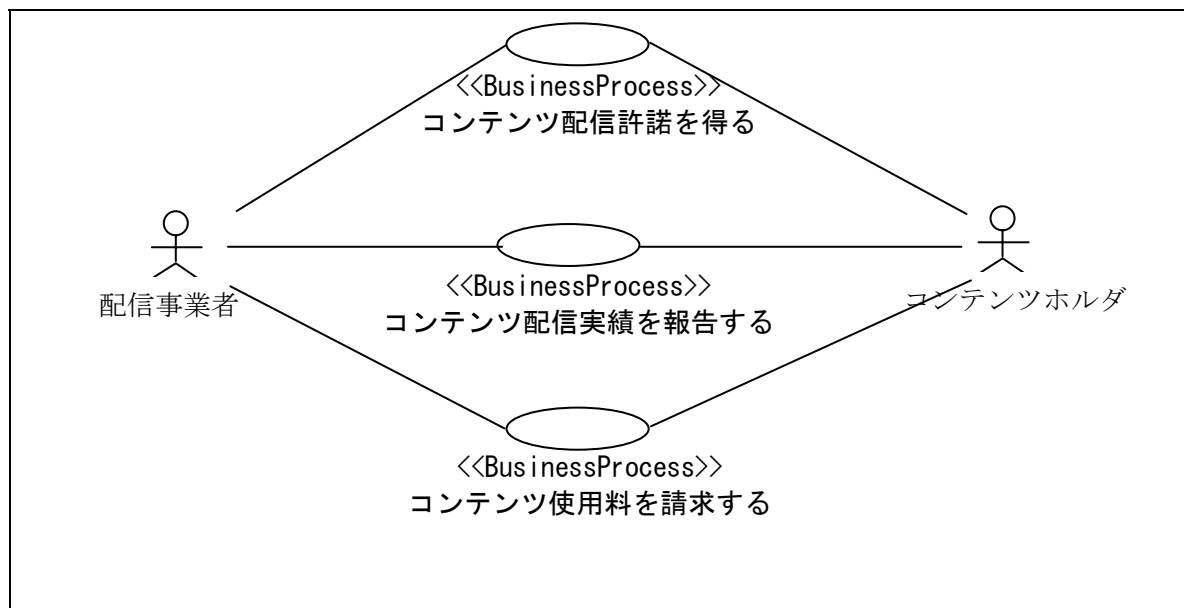 <<BusinessProcess>>
コンテンツ配信許諾を得る
配信事業者
<<BusinessProcess>>
コンテンツ配信実績を報告する
コンテンツホルダ
<<BusinessProcess>>
コンテンツ使用料を請求する